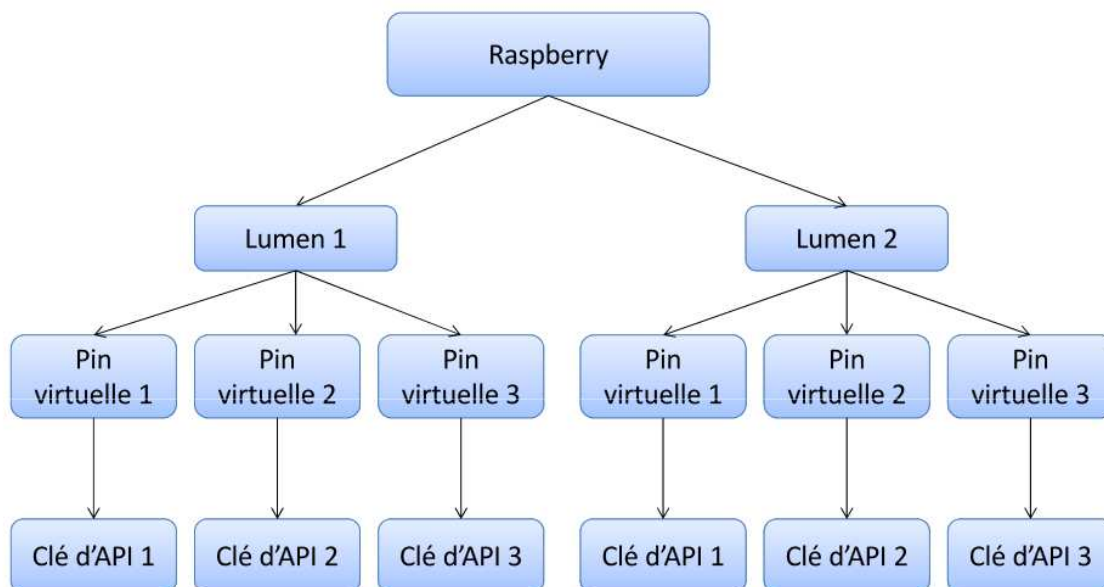 Raspberry
Lumen 1
Lumen 2
Pin
virtuelle 1
Pin
virtuelle 2
Pin
virtuelle 3
Pin
virtuelle 1
Pin
virtuelle 2
Pin
virtuelle 3
Clé d’API 1
Clé d’API 2
Clé d’API 3
Clé d’API 1
Clé d’API 2
Clé d’API 3